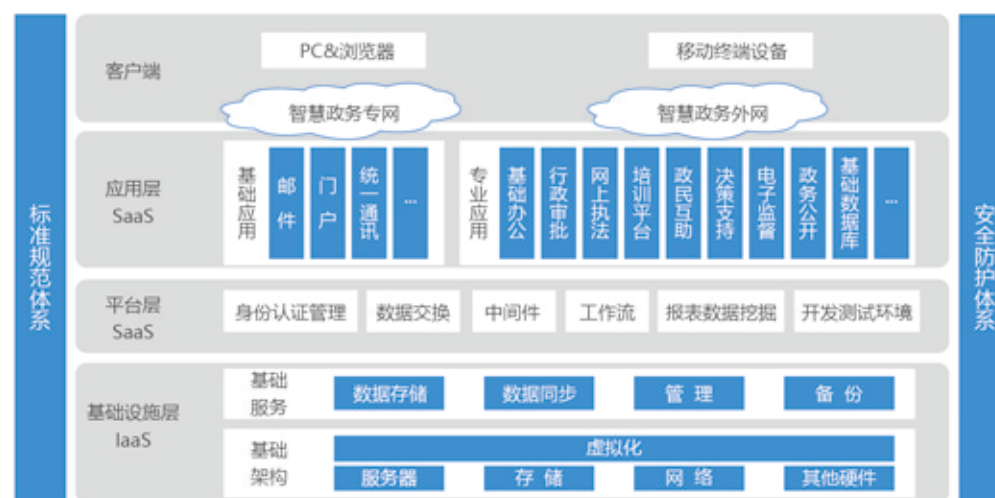 标准规范体系
客户端
PC&浏览器
移动终端设备
智慧政务专网
智慧政务外网
应用层
SaaS
基础应用
邮件
门户
统一通讯
...
专业应用
基础办公
行政审批
网上执法
培训平台
政民互助
决策支持
电子监督
政务公开
基础数据库
...
平台层
SaaS
身份认证管理
数据交换
中间件
工作流
报表数据挖掘
开发测试环境
基础设施层
IaaS
基础
服务
数据存储
数据同步
管 理
备 份
基础
架构
虚拟化
服务器
存 储
网 络
其他硬件
安全防护体系